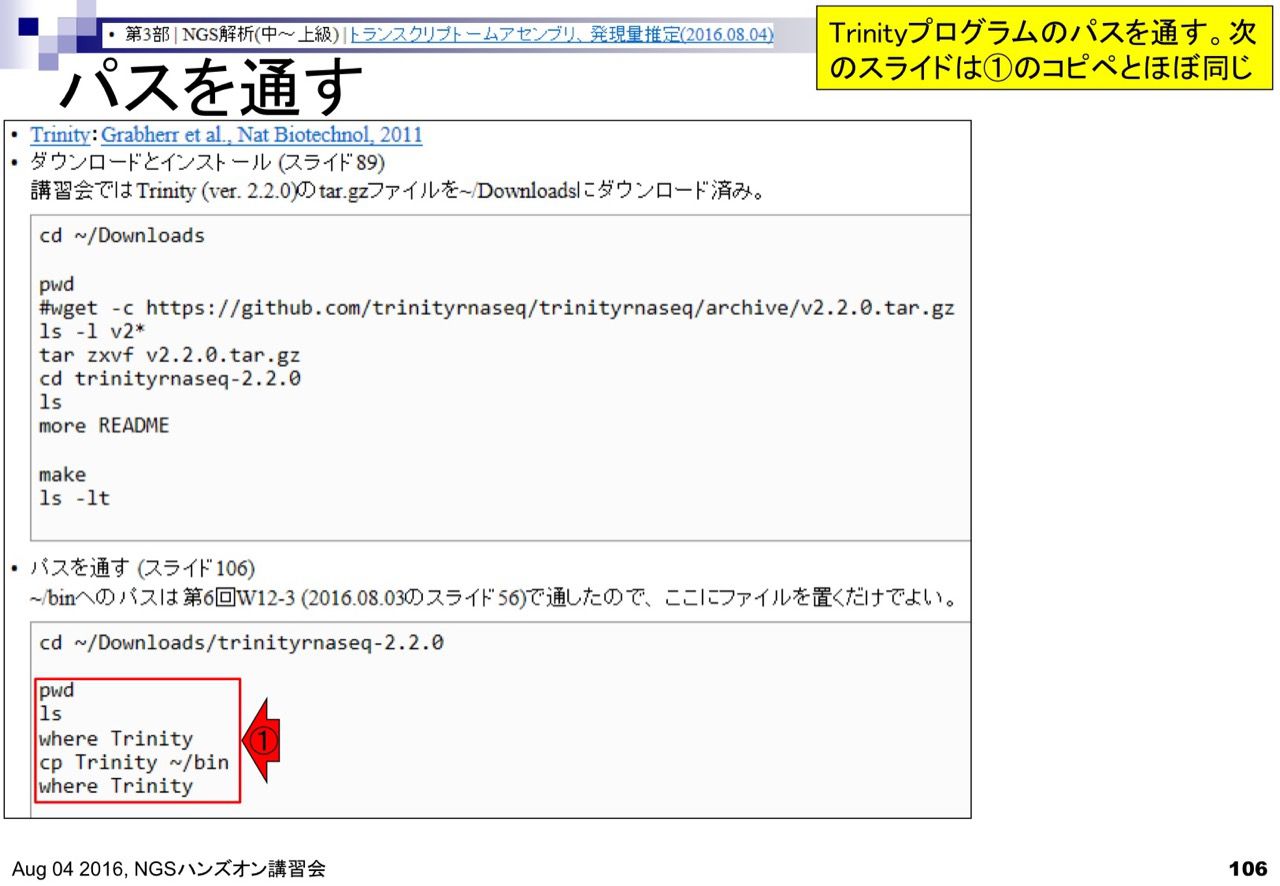 • 第3部 | NGS解析(中～上級) | トランスクリプトームアセンブリ、発現量推定(2016.08.04)
Trinityプログラムのパスを通す。次
のスライドは①のコピペとほぼ同じ
パスを通す
• Trinity：Grabherr et al., Nat Biotechnol, 2011
• ダウンロードとインストール (スライド89)
講習会ではTrinity (ver. 2.2.0)のtar.gzファイルを~/Downloadsにダウンロード済み。
cd ~/Downloads
pwd
#wget -c https://github.com/trinityrnaseq/trinityrnaseq/archive/v2.2.0.tar.gz
ls -l v2*
tar zxvf v2.2.0.tar.gz
cd trinityrnaseq-2.2.0
ls
more README
make
ls -lt
• パスを通す (スライド106)
~/binへのパスは第6回W12-3 (2016.08.03のスライド56)で通したので、ここにファイルを置くだけでよい。
cd ~/Downloads/trinityrnaseq-2.2.0
pwd
ls
where Trinity
①
cp Trinity ~/bin
where Trinity
Aug 04 2016, NGSハンズオン講習会
106